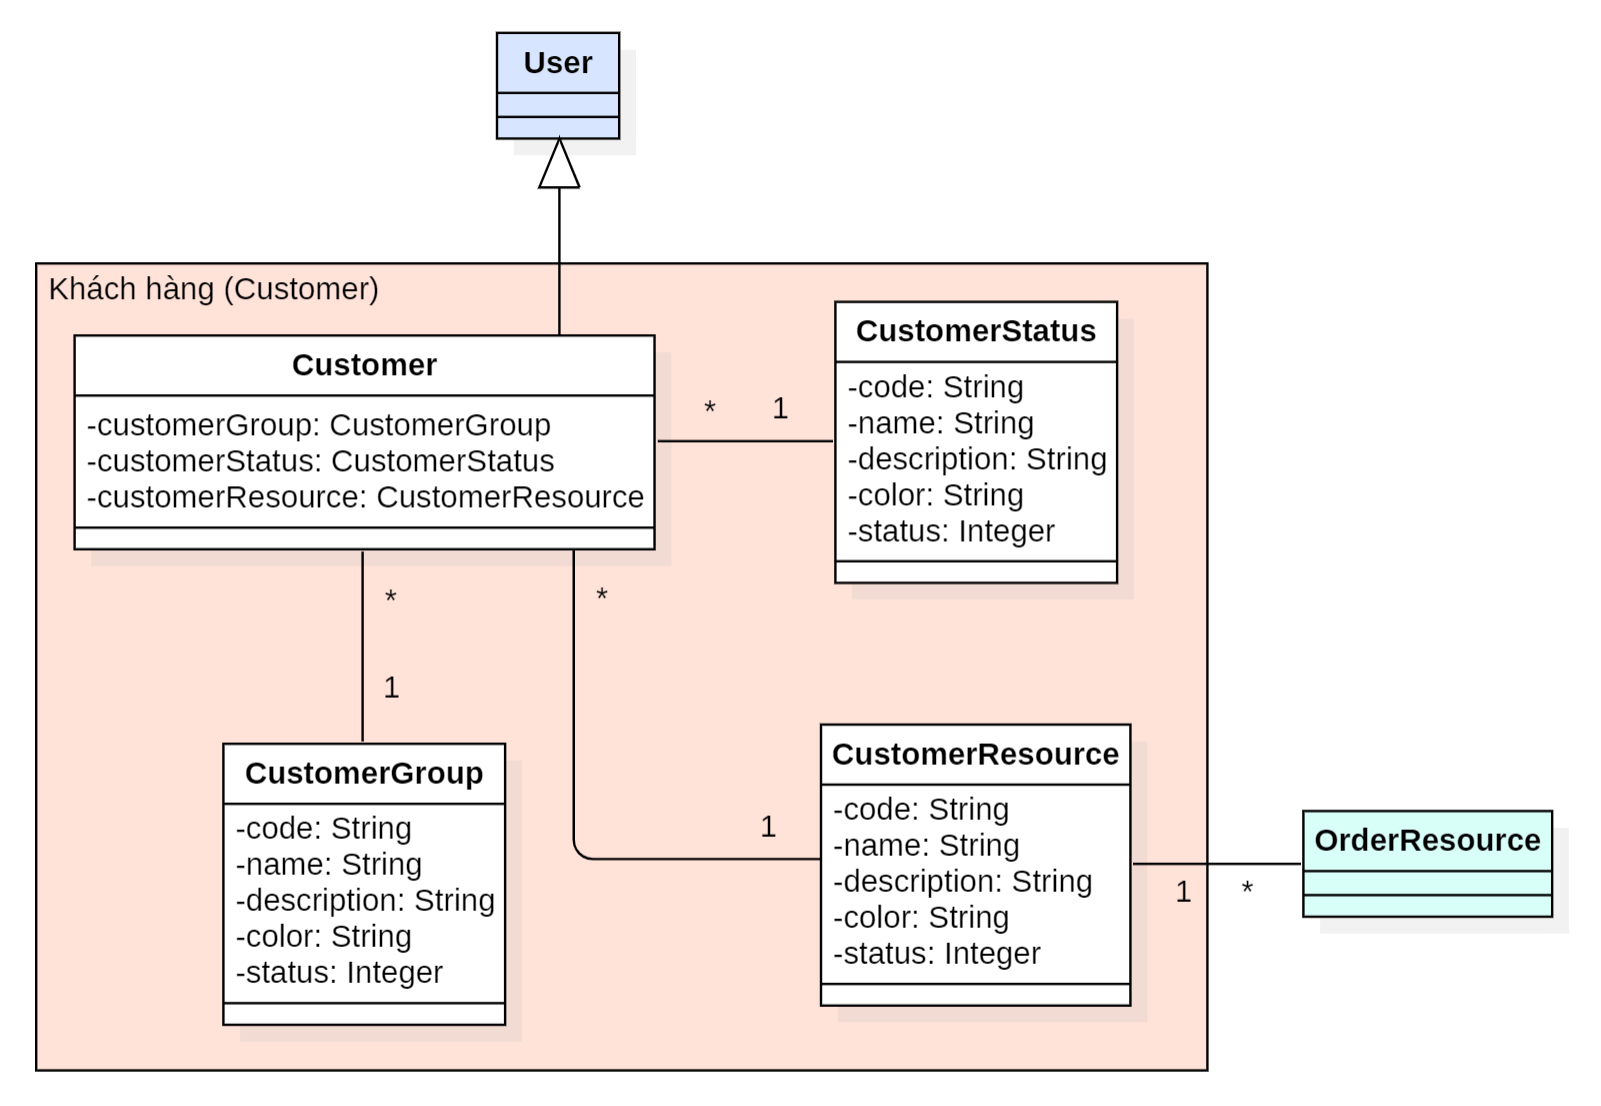 User
Khách hàng (Customer)
Customer
-customerGroup: CustomerGroup
-customerStatus: CustomerStatus
-customerResource: CustomerResource
CustomerStatus
-code: String
-name: String
-description: String
-color: String
-status: Integer
* 1
*
1
*
1
CustomerGroup
-code: String
-name: String
-description: String
-color: String
-status: Integer
CustomerResource
-code: String
-name: String
-description: String
-color: String
-status: Integer
1 *
OrderResource